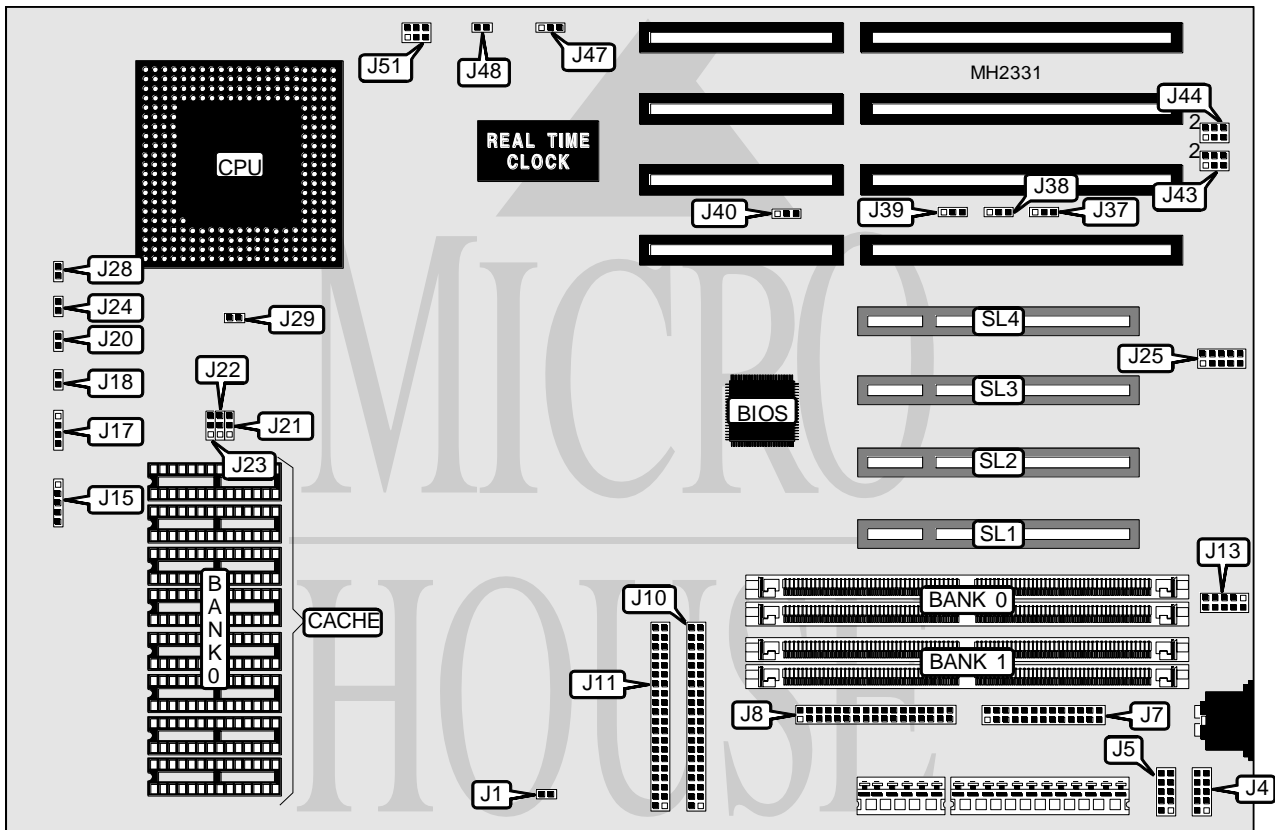 J51
J48
J47
MH2331
J44
2
REAL TIME
CLOCK
2
CPU
J43
J40
J39
J38
J37
J28
J24
J29
SL4
J20
J25
J22
J18
SL3
BIOS
J17
J21
J23
SL2
J15
SL1
J13
BANK 0
J10
CACHE
BANK 0
BANK 1
J11
J8
J7
J5
J1
J4
MICRO
HOUSE